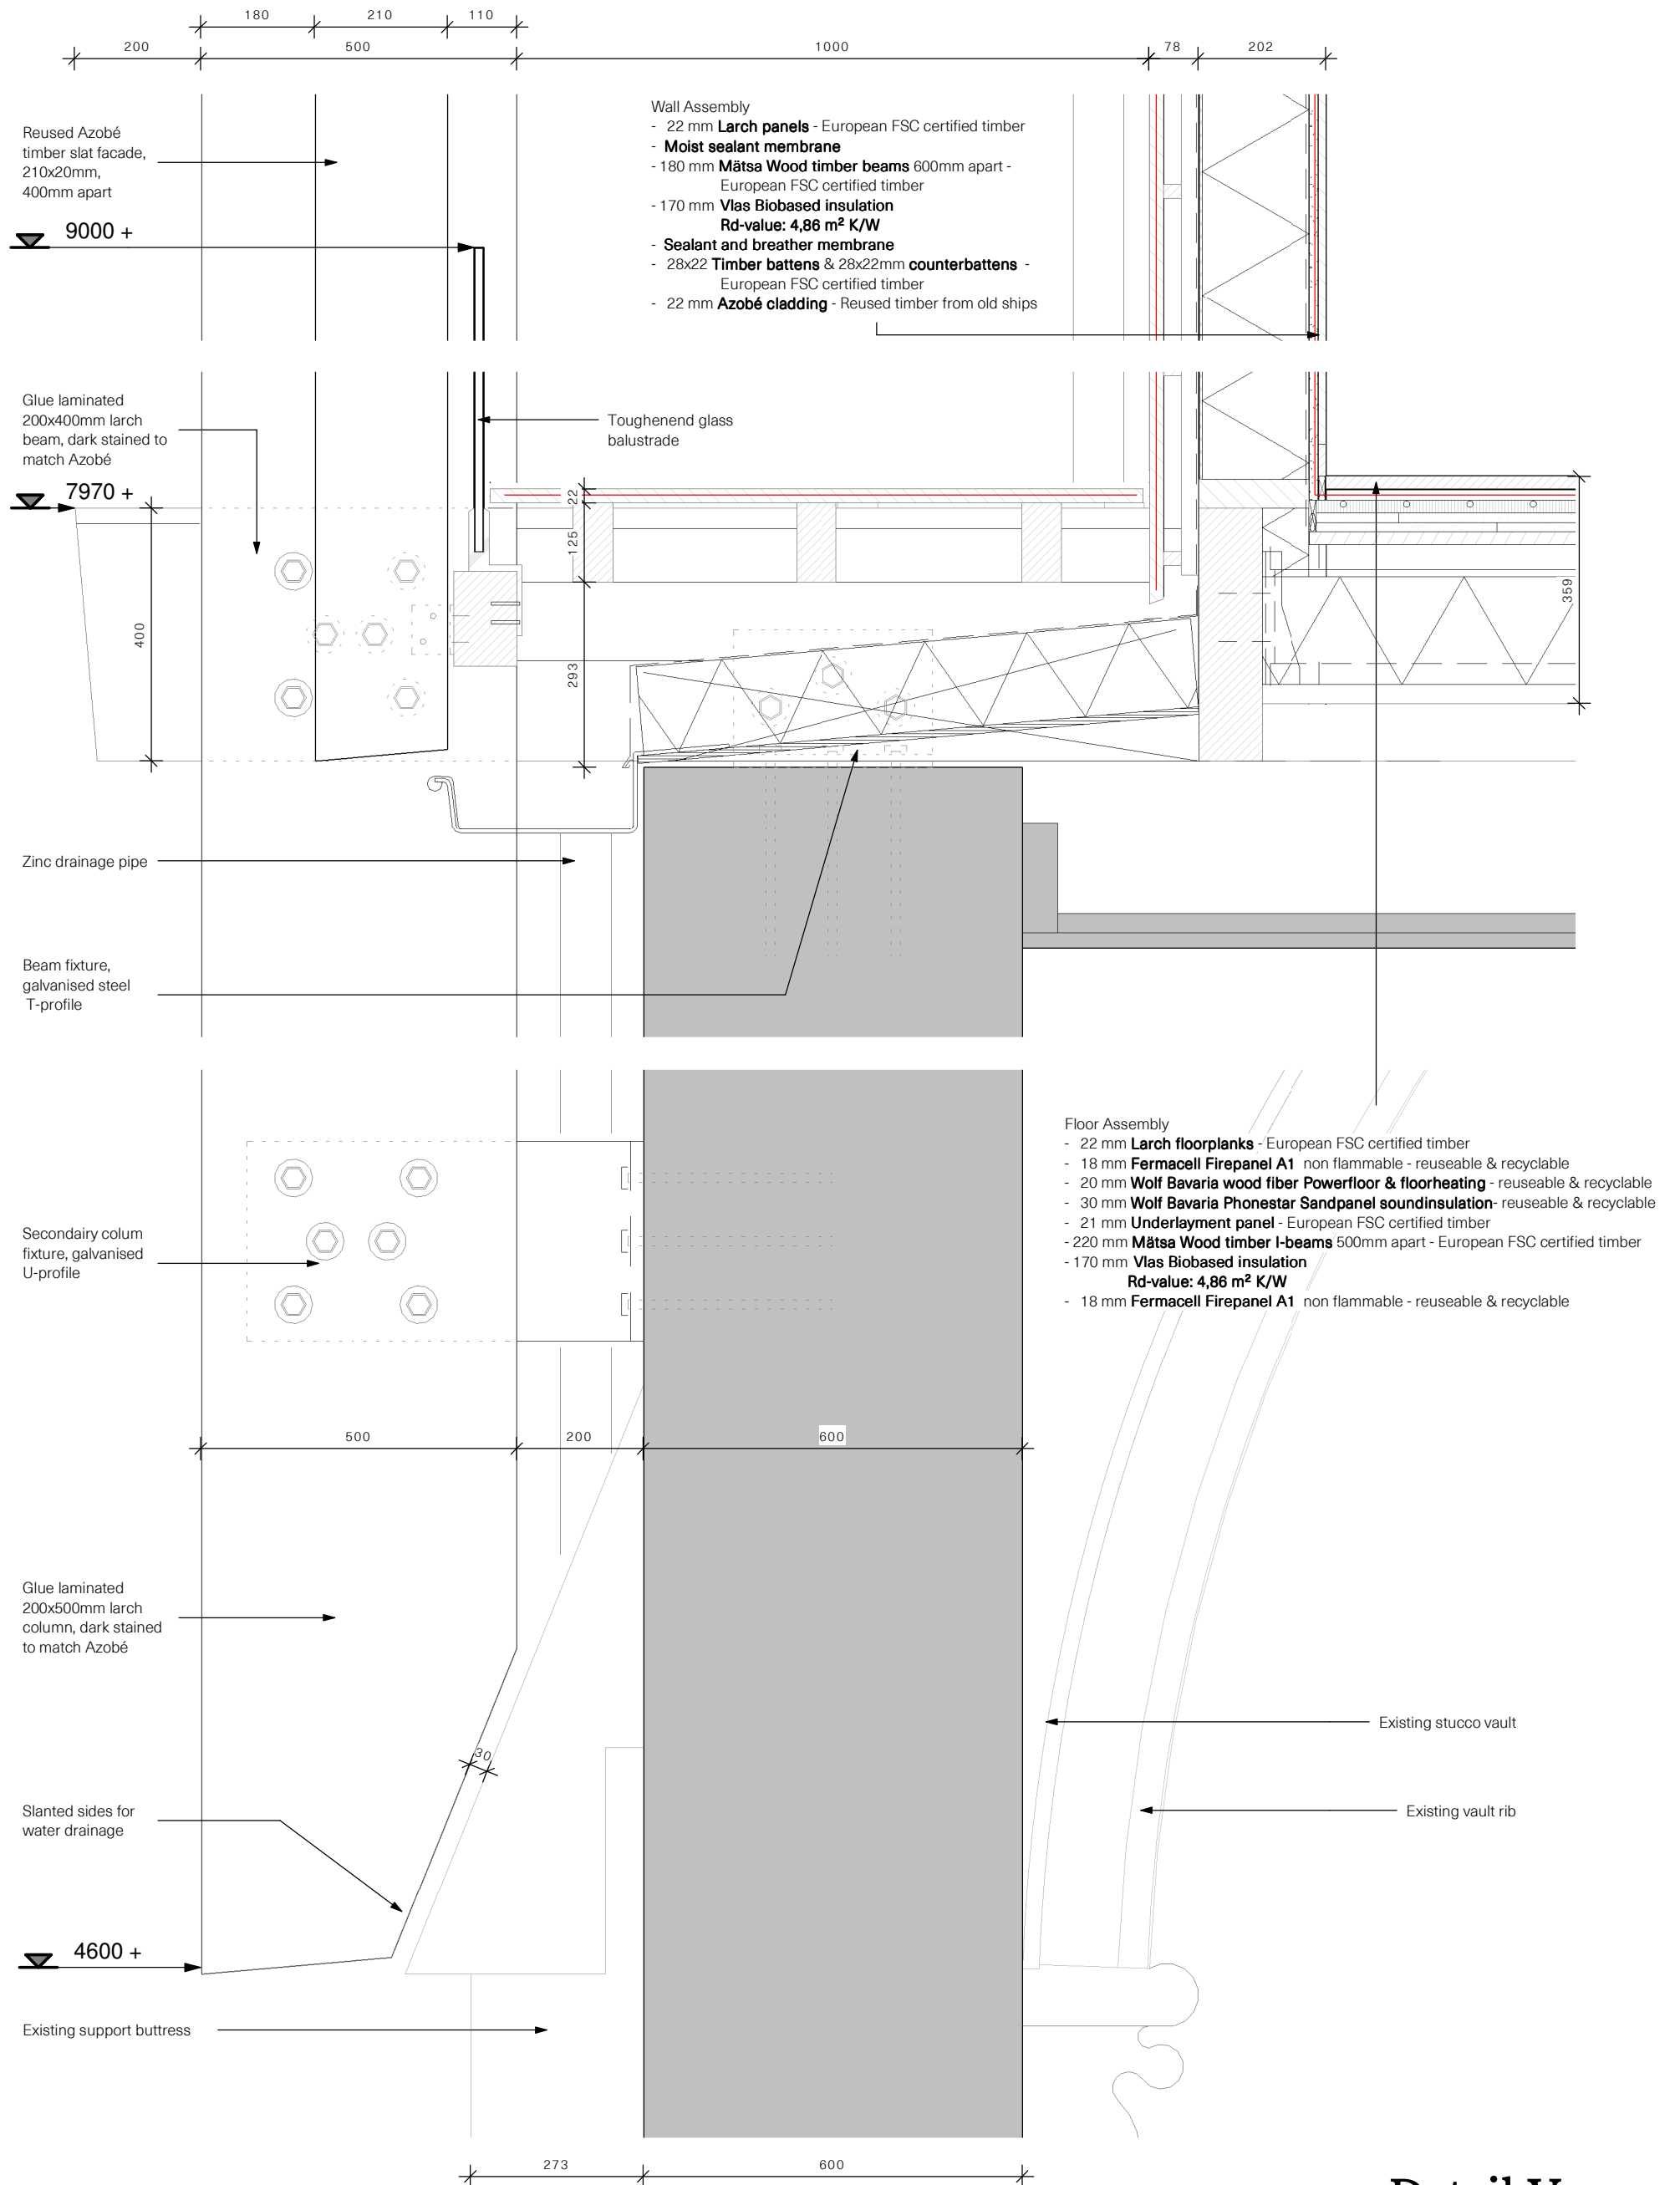 180 210 110
200 500 1000 78 202
Wall Assembly
- 22 mm Larch panels - European FSC certified timber
- Moist sealant membrane
- 180 mm Mätsa Wood timber beams 600mm apart -
European FSC certified timber
- 170 mm Vlas Biobased insulation
Rd-value: 4,86 m² K/W
- Sealant and breather membrane
- 28x22 Timber battens & 28x22mm counterbattens -
European FSC certified timber
- 22 mm Azobé cladding - Reused timber from old ships
Reused Azobé
timber slat facade,
210x20mm,
400mm apart
9000 +
Glue laminated
200x400mm larch
beam, dark stained to
match Azobé
Toughenend glass
balustrade
7970 +
22
125
359
400
293
Zinc drainage pipe
Beam fixture,
galvanised steel
T-profile
Floor Assembly
- 22 mm Larch floorplanks - European FSC certified timber
- 18 mm Fermacell Firepanel A1 non flammable - reuseable & recyclable
- 20 mm Wolf Bavaria wood fiber Powerfloor & floorheating - reuseable & recyclable
- 30 mm Wolf Bavaria Phonestar Sandpanel soundinsulation- reuseable & recyclable
- 21 mm Underlayment panel - European FSC certified timber
- 220 mm Mätsa Wood timber I-beams 500mm apart - European FSC certified timber
- 170 mm Vlas Biobased insulation
Rd-value: 4,86 m² K/W
- 18 mm Fermacell Firepanel A1 non flammable - reuseable & recyclable
Secondairy colum
fixture, galvanised
U-profile
500 200 600
Glue laminated
200x500mm larch
column, dark stained
to match Azobé
Existing stucco vault
30
Slanted sides for
water drainage
Existing vault rib
4600 +
Existing support buttress
273 600
Detail V